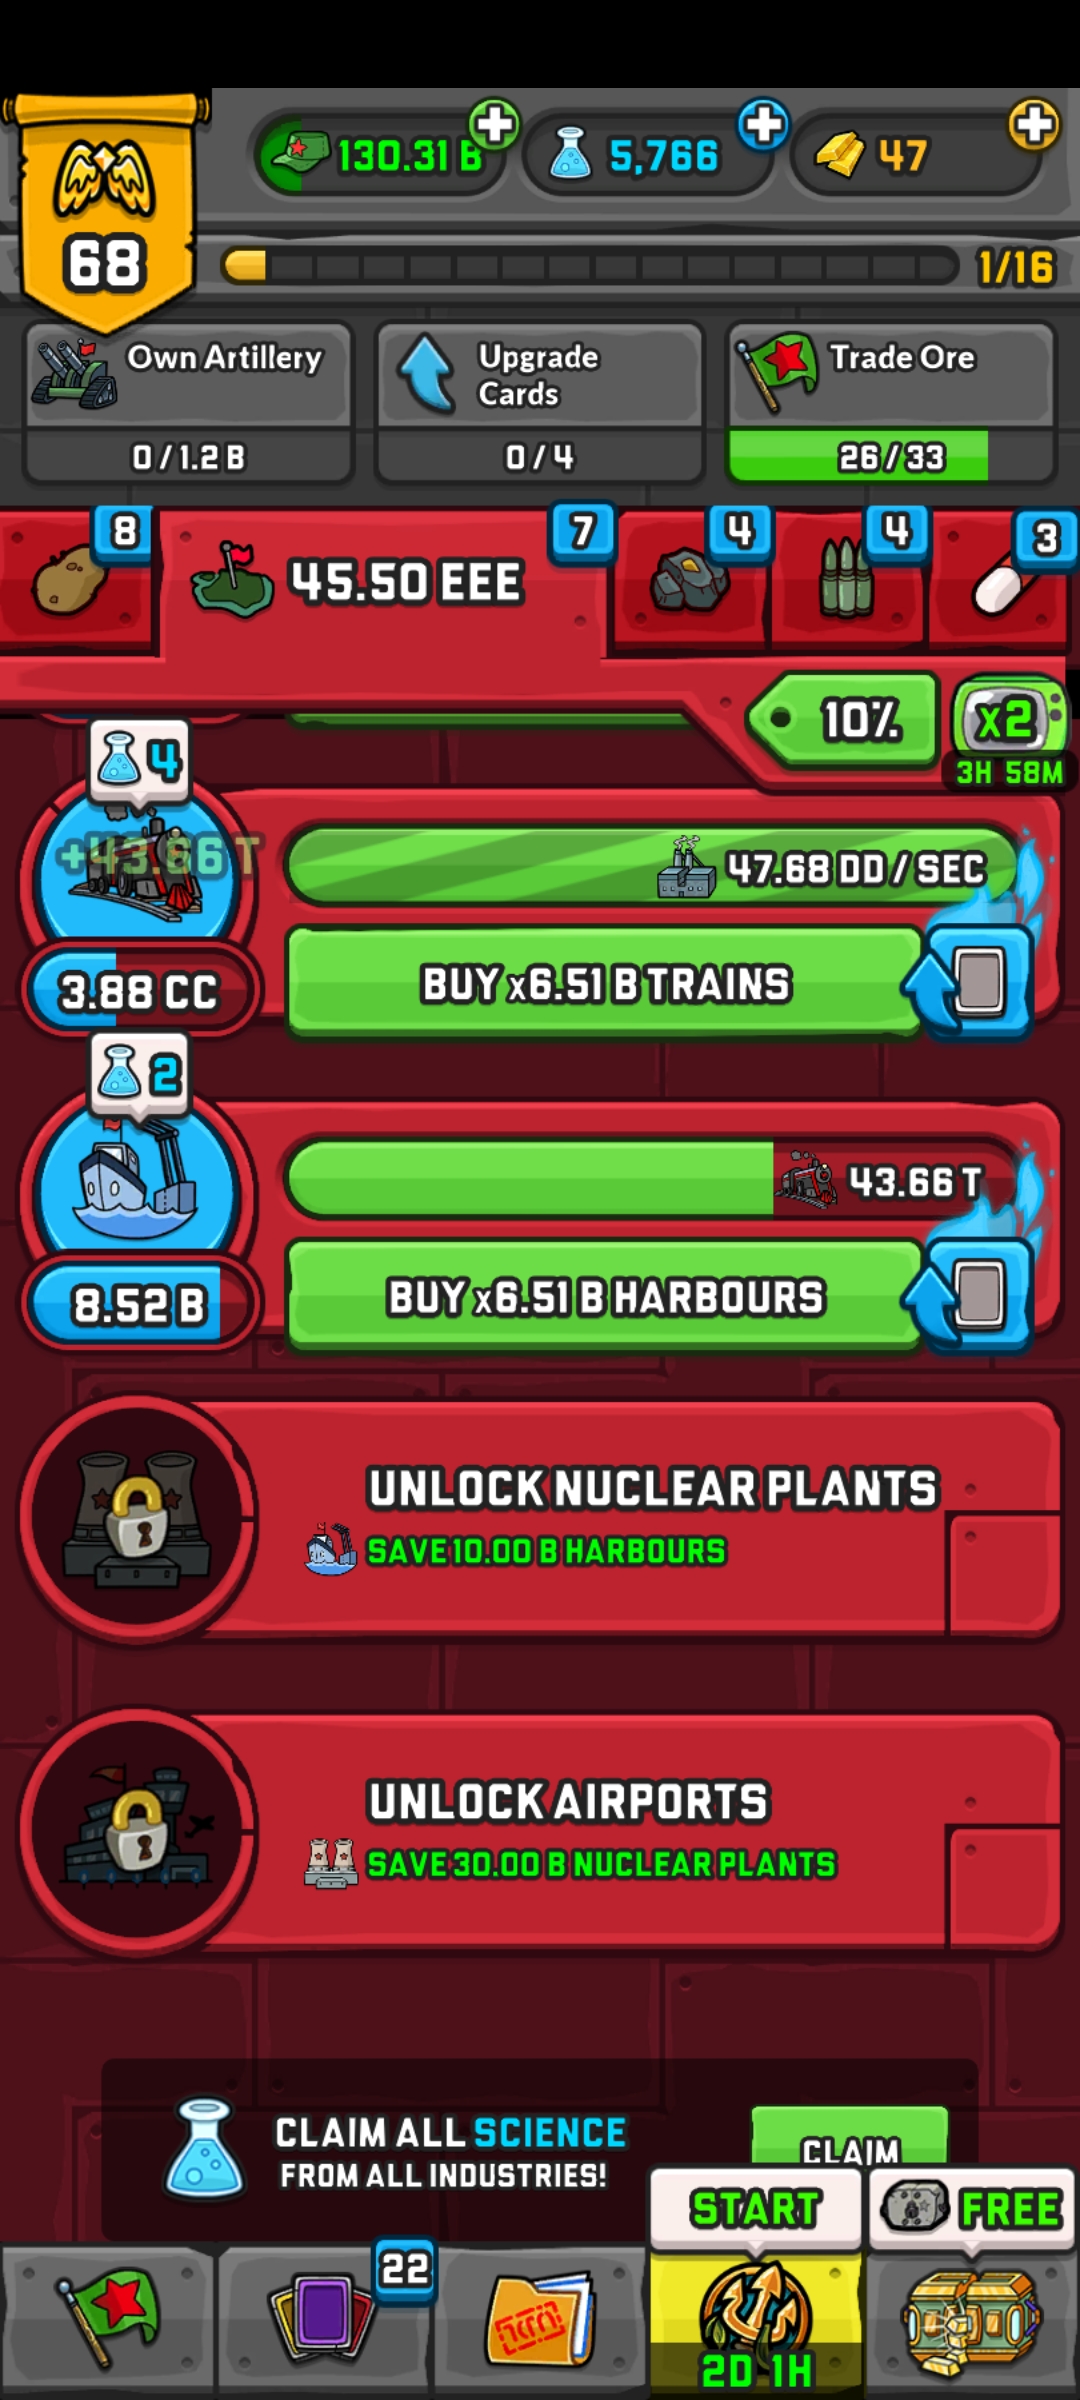 130.31 B
5,766
47
68
1/16
Own Artillery
0 / 1.2 B
Upgrade
Cards
0 / 4
Trade Ore
26 / 33
8
45.50 EEE
7
4
4
3
10%
x2
3H 58M
4
+43.66 T
47.68 DD / SEC
3.88 CC
BUY x6.51 B TRAINS
2
43.66 T
8.52 B
BUY x6.51 B HARBOURS
UNLOCK NUCLEAR PLANTS
SAVE 10.00 B HARBOURS
UNLOCK AIRPORTS
SAVE 30.00 B NUCLEAR PLANTS
CLAIM ALL SCIENCE
FROM ALL INDUSTRIES!
CLAIM
START
FREE
22
2D 1H